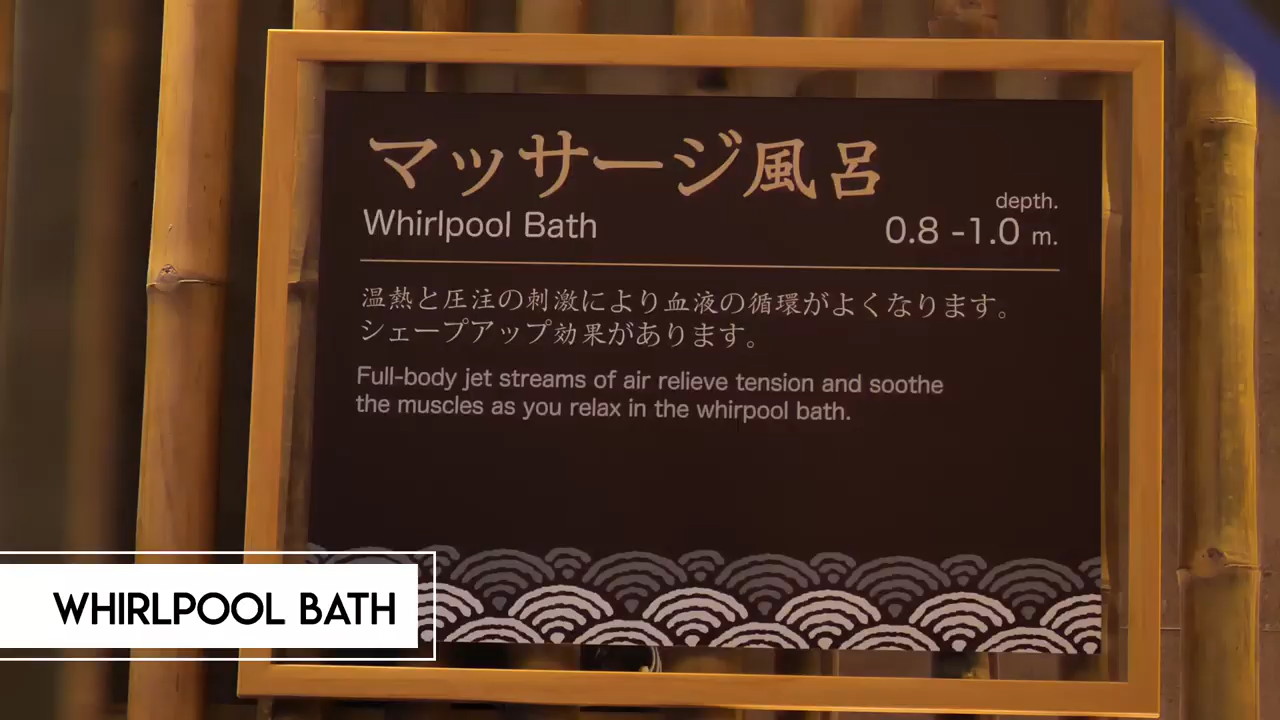 マッサージ風呂
Whirlpool Bath
depth.
0.8 -1.0 m.
温熱と圧注の刺激により血液の循環がよくなります。
シェープアップ効果があります。
Full-body jet streams of air relieve tension and soothe
the muscles as you relax in the whirpool bath.
WHIRLPOOL BATH